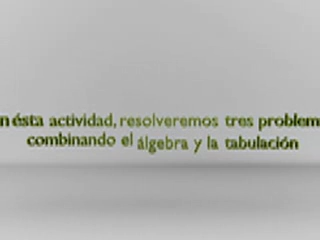 n ésta actividad, resolveremos tres problem
combinando el álgebra y la tabulación